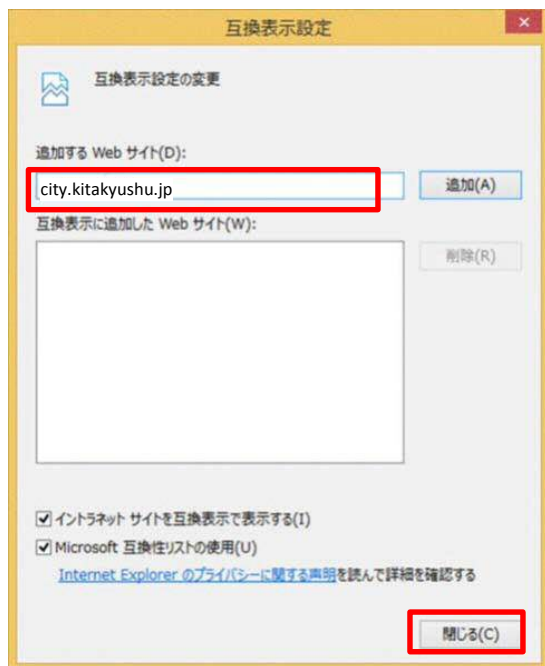 互換表示設定
互換表示設定の変更
追加する Web サイト(D):
city.kitakyushu.jp
追加(A)
互換表示に追加した Web サイト(W):
削除(R)
イントラネット サイトを互換表示で表示する(I)
Microsoft 互換性リストの使用(U)
Internet Explorer のプライバシーに関する声明を読んで詳細を確認する
閉じる(C)